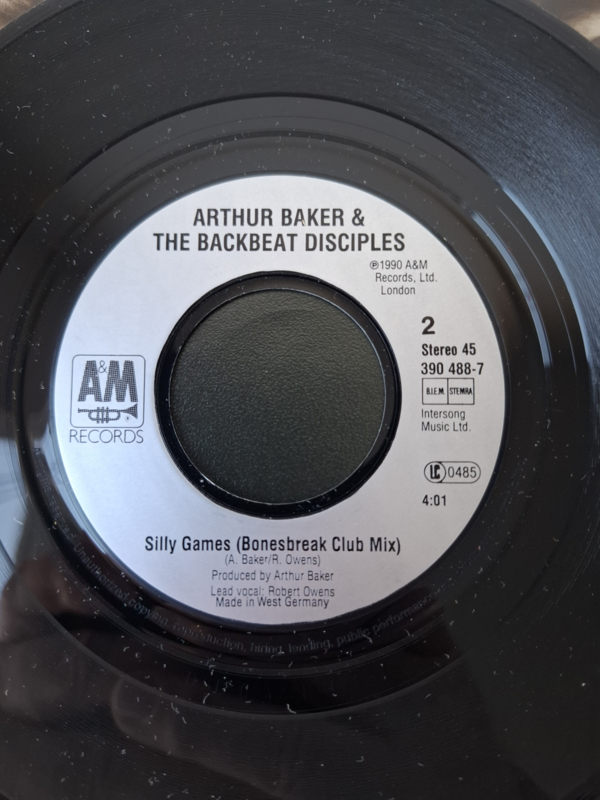 ARTHUR BAKER &
THE BACKBEAT DISCIPLES
℗1990 A&M
Records, Ltd.
London
2
Stereo 45
390 488-7
B.I.E.M. STEMRA
Intersong
Music Ltd.
LC 0485
4:01
A&M
RECORDS
Silly Games (Bonesbreak Club Mix)
(A. Baker/R. Owens)
Produced by Arthur Baker
Lead vocal: Robert Owens
Made in West Germany
Unauthorized copying, reproduction, hiring, lending, public performance